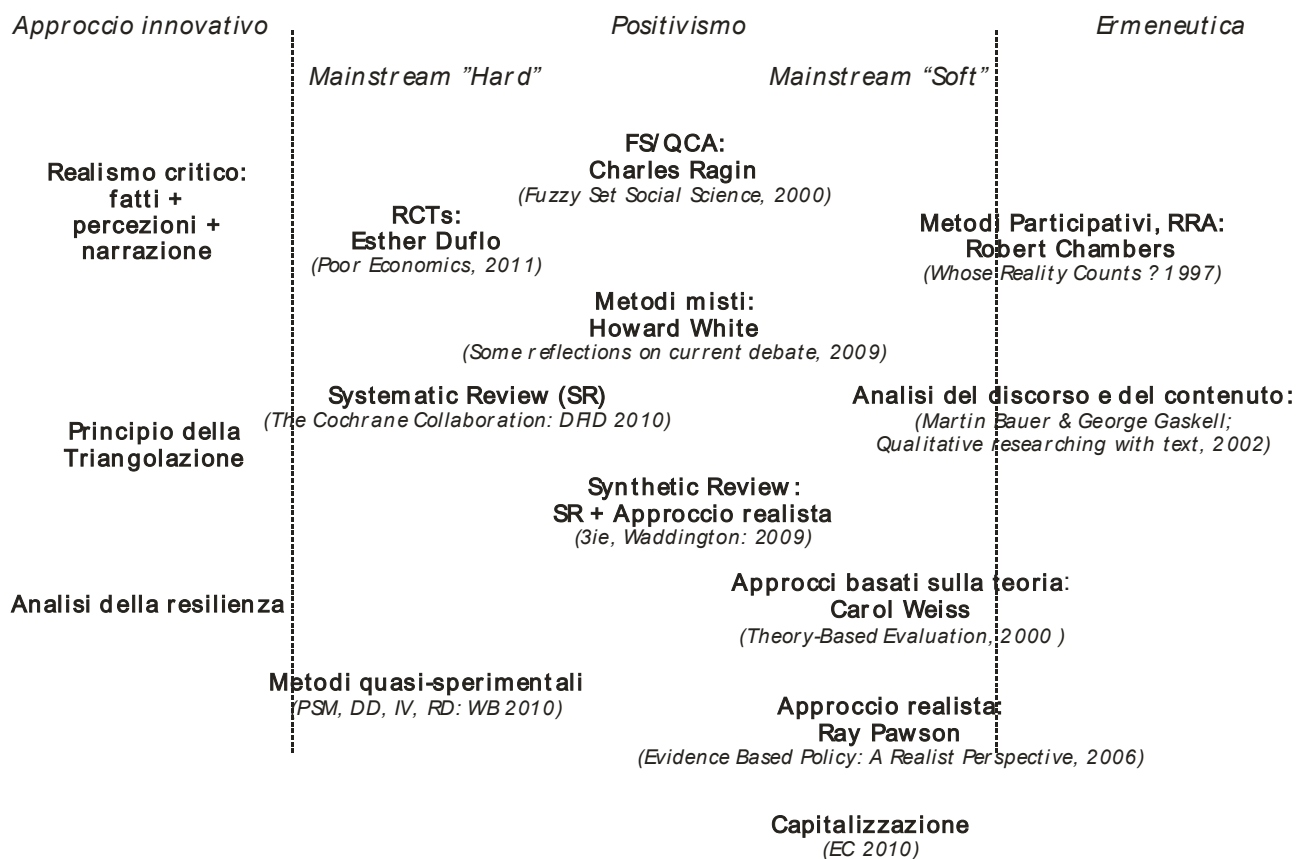 Approccio innovativo
Positivismo
Ermeneutica
Mainstream ”Hard”
Mainstream “Soft”
FS/QCA:
Charles Ragin
(Fuzzy Set Social Science, 2000)
Realismo critico:
fatti +
percezioni +
narrazione
RCTs:
Esther Duflo
(Poor Economics, 2011)
Metodi Participativi, RRA:
Robert Chambers
(Whose Reality Counts ? 1997)
Metodi misti:
Howard White
(Some reflections on current debate, 2009)
Systematic Review (SR)
(The Cochrane Collaboration: DFID 2010)
Analisi del discorso e del contenuto:
(Martin Bauer & George Gaskell;
Qualitative researching with text, 2002)
Principio della
Triangolazione
Synthetic Review:
SR + Approccio realista
(3ie, Waddington: 2009)
Approcci basati sulla teoria:
Carol Weiss
(Theory-Based Evaluation, 2000 )
Analisi della resilienza
Metodi quasi-sperimentali
(PSM, DD, IV, RD: WB 2010)
Approccio realista:
Ray Pawson
(Evidence Based Policy: A Realist Perspective, 2006)
Capitalizzazione
(EC 2010)